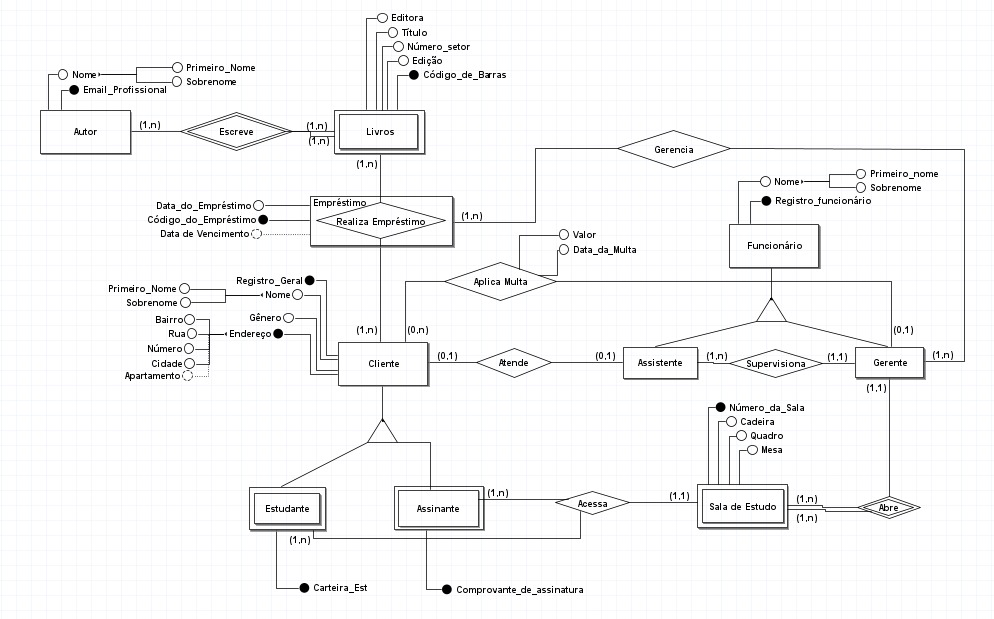 Editora
Título
Número_setor
Edição
Código_de_Barras
Nome
Primeiro_Nome
Sobrenome
Email_Profissional
Autor
(1,n)
Escreve
(1,n)
(1,n)
Livros
(1,n)
Gerencia
Nome
Primeiro_nome
Sobrenome
Registro_funcionário
Funcionário
Empréstimo
Data_do_Empréstimo
Código_do_Empréstimo
Data de Vencimento
Realiza Empréstimo
(1,n)
Valor
Data_da_Multa
Aplica Multa
Registro_Geral
Primeiro_Nome
Sobrenome
Nome
Gênero
Bairro
Rua
Número
Cidade
Apartamento
Endereço
(1,n)
(0,n)
(0,1)
Cliente
(0,1)
Atende
(0,1)
Assistente
(1,n)
Supervisiona
(1,1)
Gerente
(1,n)
(1,1)
Número_da_Sala
Cadeira
Quadro
Mesa
Estudante
(1,n)
Assinante
(1,n)
Acessa
(1,1)
Sala de Estudo
(1,n)
(1,n)
Abre
Carteira_Est
Comprovante_de_assinatura